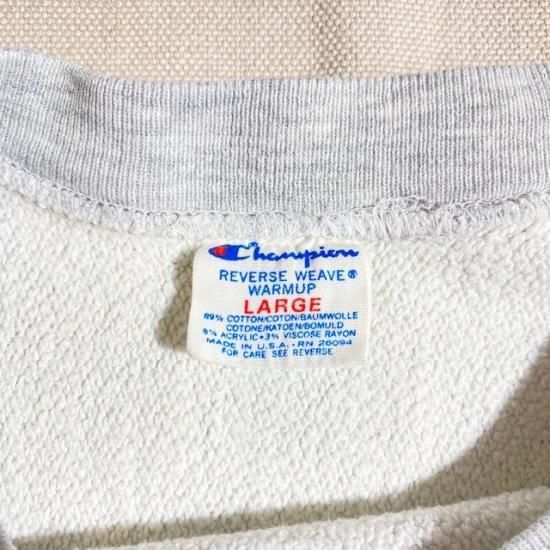 Champion
REVERSE WEAVE®
WARMUP
LARGE
89% COTTON/COTON/BAUMWOLLE
COTONE/KATOEN/BOMULD
8% ACRYLIC • 3% VISCOSE RAYON
MADE IN U.S.A. - RN 26094
FOR CARE SEE REVERSE